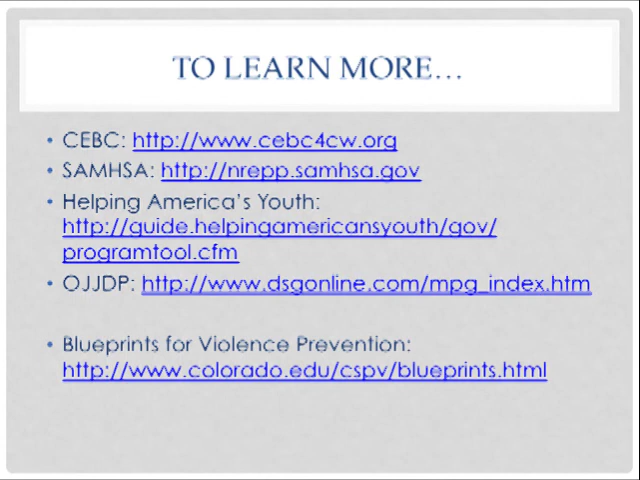 TO LEARN MORE...
• CEBC: http://www.cebc4cw.org
• SAMHSA: http://nrepp.samhsa.gov
• Helping America's Youth:
http://guide.helpingamericansyouth/gov/
programtool.cfm
• OJJDP: http://www.dsgonline.com/mpg_index.htm
• Blueprints for Violence Prevention:
http://www.colorado.edu/cspv/blueprints.html